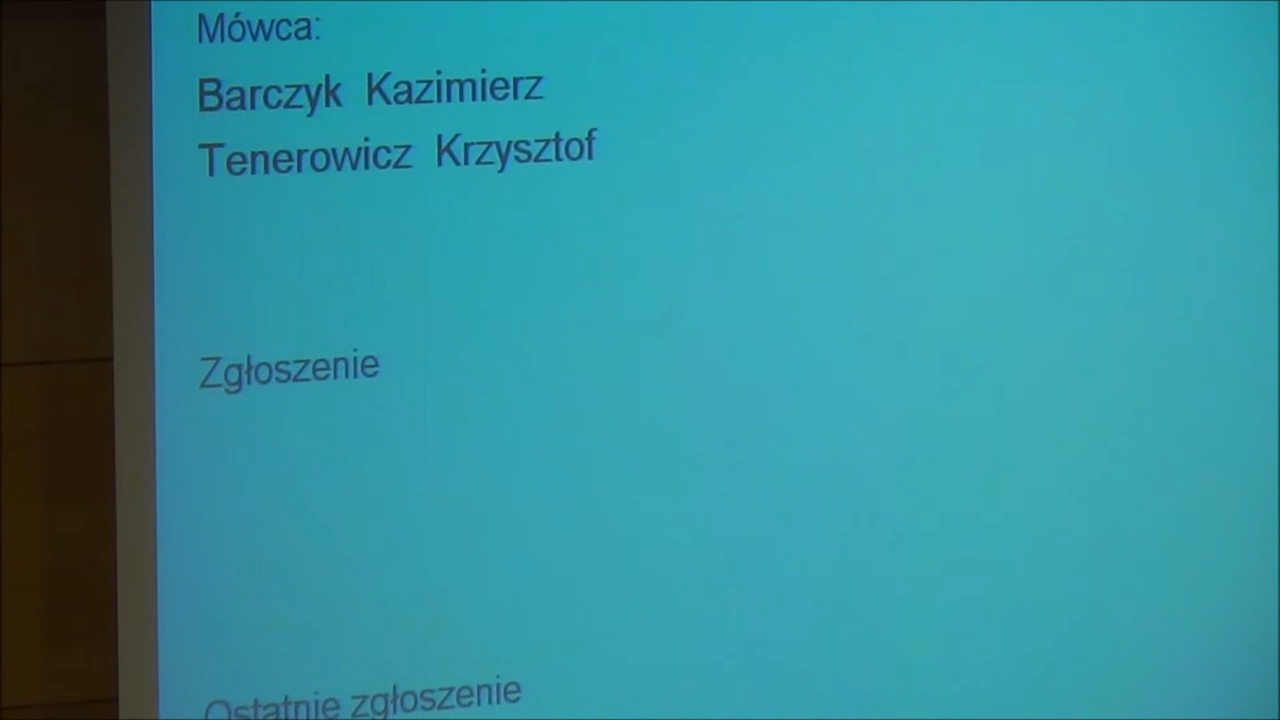 Mówca:
Barczyk Kazimierz
Tenerowicz Krzysztof
Zgłoszenie
Ostatnie zgłoszenie